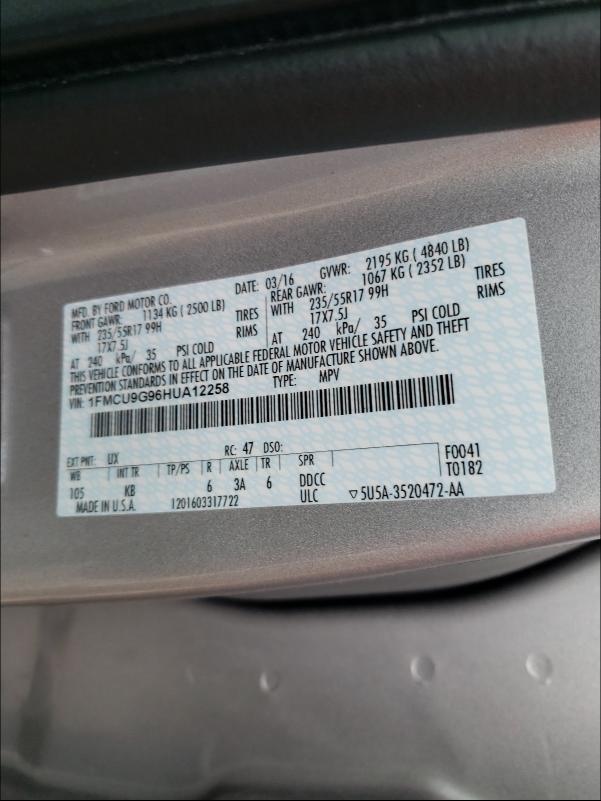 MFD. BY FORD MOTOR CO. DATE: 03/16 GVWR: 2195 KG ( 4840 LB)
FRONT GAWR: 1134 KG ( 2500 LB) REAR GAWR: 1067 KG ( 2352 LB)
WITH 235/55R17 99H TIRES WITH 235/55R17 99H TIRES
17X7.5J RIMS 17X7.5J RIMS
AT 240 kPa/ 35 PSI COLD AT 240 kPa/ 35 PSI COLD
THIS VEHICLE CONFORMS TO ALL APPLICABLE FEDERAL MOTOR VEHICLE SAFETY AND THEFT
PREVENTION STANDARDS IN EFFECT ON THE DATE OF MANUFACTURE SHOWN ABOVE.
VIN: 1FMCU9G96HUA12258 TYPE: MPV
EXT PNT: UX RC: 47 DSO: F0041
WB INT TR TP/PS R AXLE TR SPR T0182
105 KB 6 3A 6 DDCC
MADE IN U.S.A. 1201603317722 ULC ▽5U5A-3520472-AA